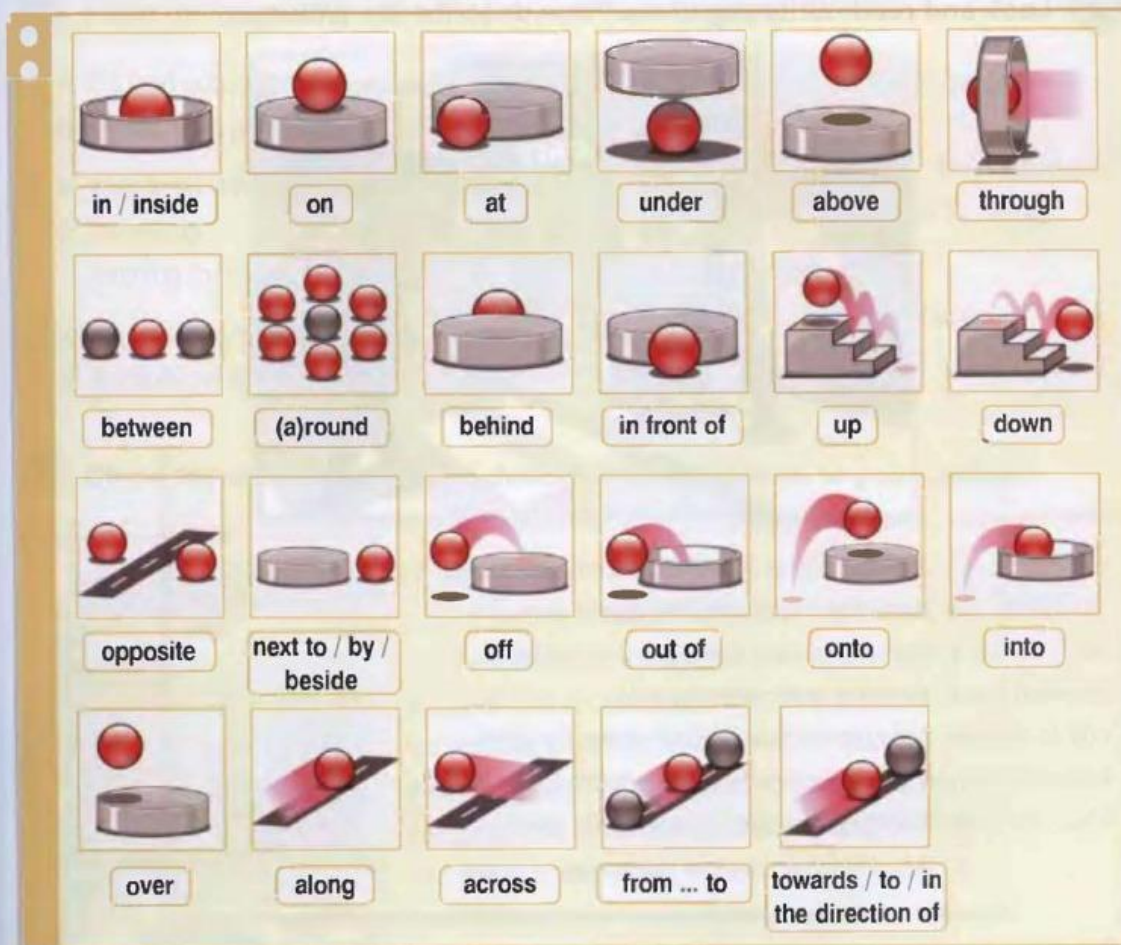 in / inside
on
at
under
above
through
between
(a)round
behind
in front of
up
down
opposite
next to / by /
beside
off
out of
onto
into
over
along
across
from ... to
towards / to / in
the direction of